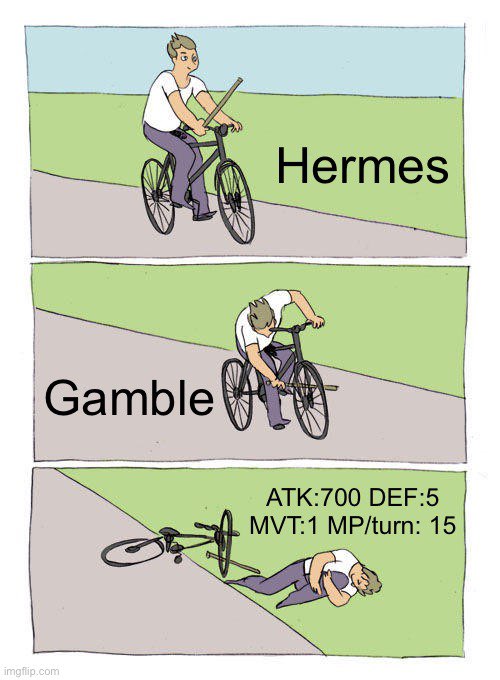 Hermes
Gamble
ATK:700 DEF:5
MVT:1 MP/turn: 15
imgflip.com